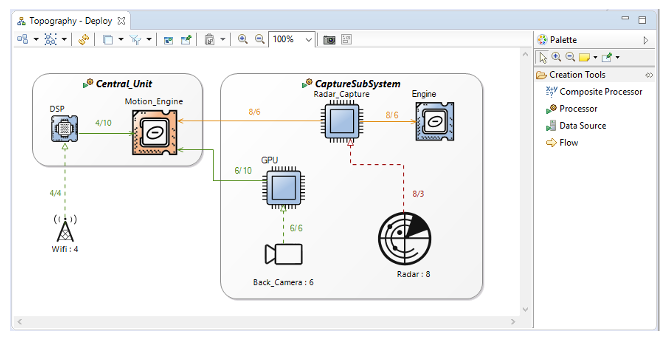 Topography - Deploy
100%
Palette
Creation Tools
Composite Processor
Processor
Data Source
Flow
Central_Unit
CaptureSubSystem
DSP
Motion_Engine
Radar_Capture
Engine
4/10
8/6
8/6
GPU
6/10
4/4
8/3
6/6
Wifi : 4
Back_Camera : 6
Radar : 8